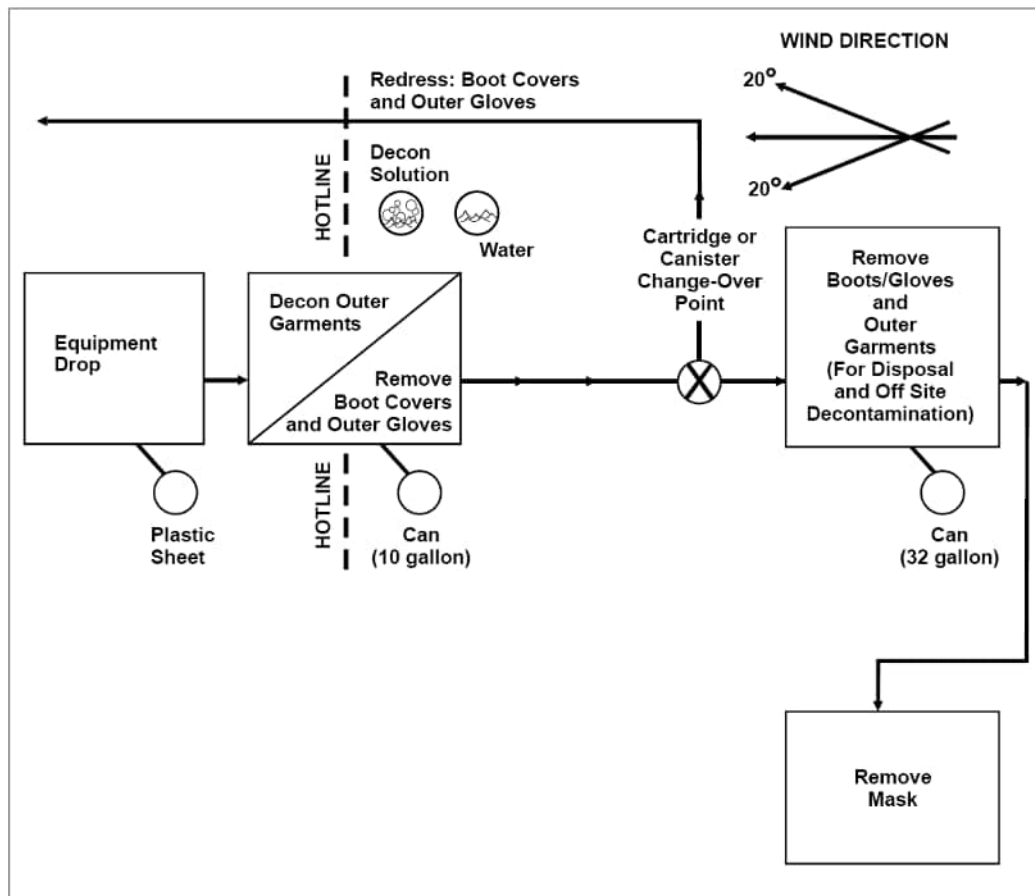 WIND DIRECTION
20°
20°
Redress: Boot Covers
and Outer Gloves
HOTLINE
Decon
Solution
Water
Equipment
Drop
Plastic
Sheet
Decon Outer
Garments
Remove
Boot Covers
and Outer Gloves
HOTLINE
Can
(10 gallon)
Cartridge or
Canister
Change-Over
Point
Remove
Boots/Gloves
and
Outer
Garments
(For Disposal
and Off Site
Decontamination)
Can
(32 gallon)
Remove
Mask